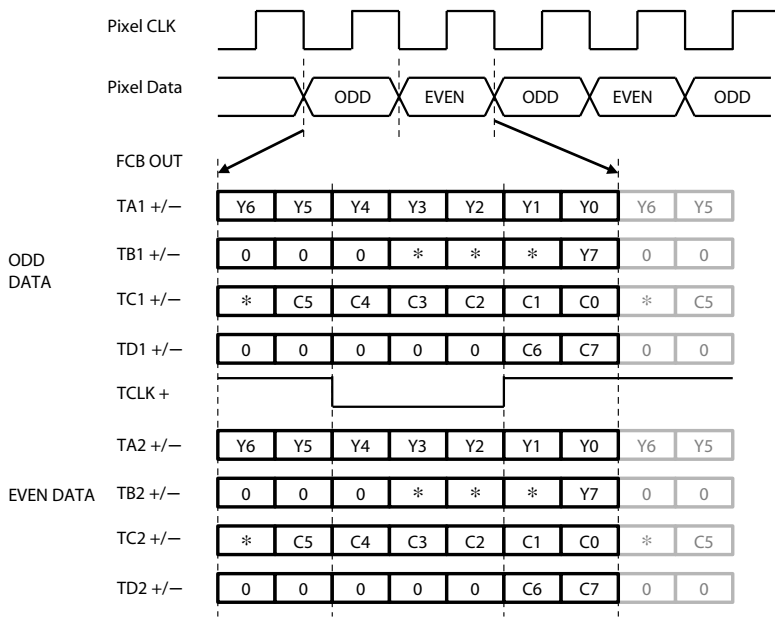 Pixel CLK
Pixel Data ODD EVEN ODD EVEN ODD
FCB OUT
ODD DATA
TA1 +/− Y6 Y5 Y4 Y3 Y2 Y1 Y0 Y6 Y5
TB1 +/− 0 0 0 * * * Y7 0 0
TC1 +/− * C5 C4 C3 C2 C1 C0 * C5
TD1 +/− 0 0 0 0 0 C6 C7 0 0
TCLK +
EVEN DATA
TA2 +/− Y6 Y5 Y4 Y3 Y2 Y1 Y0 Y6 Y5
TB2 +/− 0 0 0 * * * Y7 0 0
TC2 +/− * C5 C4 C3 C2 C1 C0 * C5
TD2 +/− 0 0 0 0 0 C6 C7 0 0